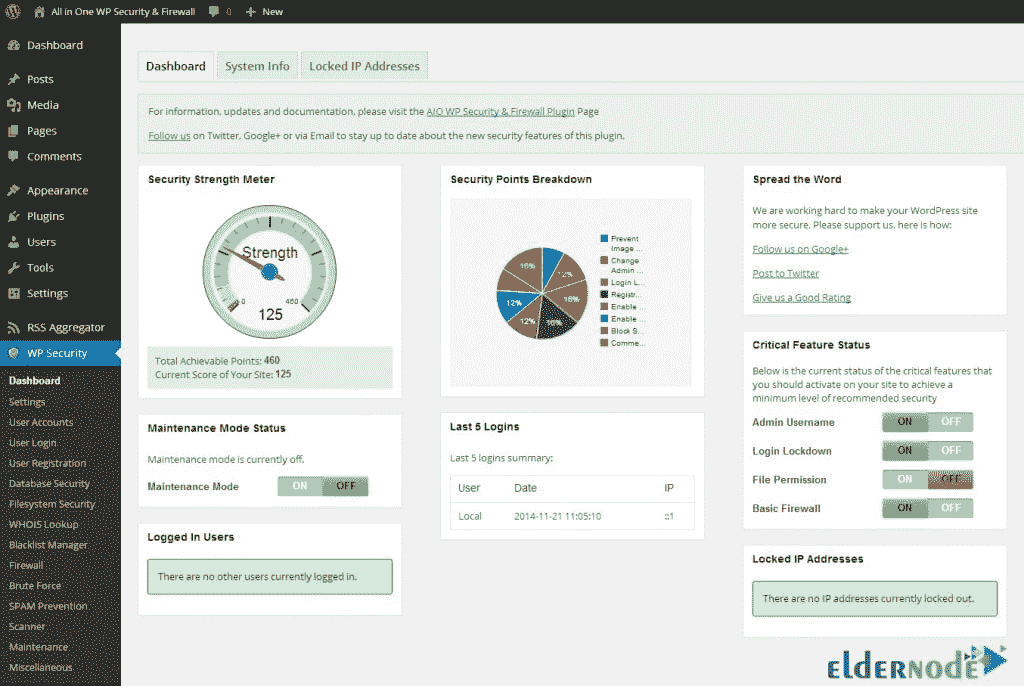 All in One WP Security & Firewall 0 + New
Dashboard
Posts
Media
Pages
Comments
Appearance
Plugins
Users
Tools
Settings
RSS Aggregator
WP Security
Dashboard
Settings
User Accounts
User Login
User Registration
Database Security
Filesystem Security
WHOIS Lookup
Blacklist Manager
Firewall
Brute Force
SPAM Prevention
Scanner
Maintenance
Miscellaneous
Dashboard System Info Locked IP Addresses
For information, updates and documentation, please visit the AIO WP Security & Firewall Plugin Page
Follow us on Twitter, Google+ or via Email to stay up to date about the new security features of this plugin.
Security Strength Meter
Strength
0 460
125
Total Achievable Points: 460
Current Score of Your Site: 125
Maintenance Mode Status
Maintenance mode is currently off.
Maintenance Mode ON OFF
Logged In Users
There are no other users currently logged in.
Security Points Breakdown
16% 12%
12% 16%
12%
Prevent
Image ...
Change
Admin ...
Login L...
Registr...
Enable ...
Enable ...
Block S...
Comme...
Last 5 Logins
Last 5 logins summary:
User Date IP
Local 2014-11-21 11:05:10 ::1
Spread the Word
We are working hard to make your WordPress site
more secure. Please support us, here is how:
Follow us on Google+
Post to Twitter
Give us a Good Rating
Critical Feature Status
Below is the current status of the critical features that
you should activate on your site to achieve a
minimum level of recommended security
Admin Username ON OFF
Login Lockdown ON OFF
File Permission ON OFF
Basic Firewall ON OFF
Locked IP Addresses
There are no IP addresses currently locked out.
ELDERNODE